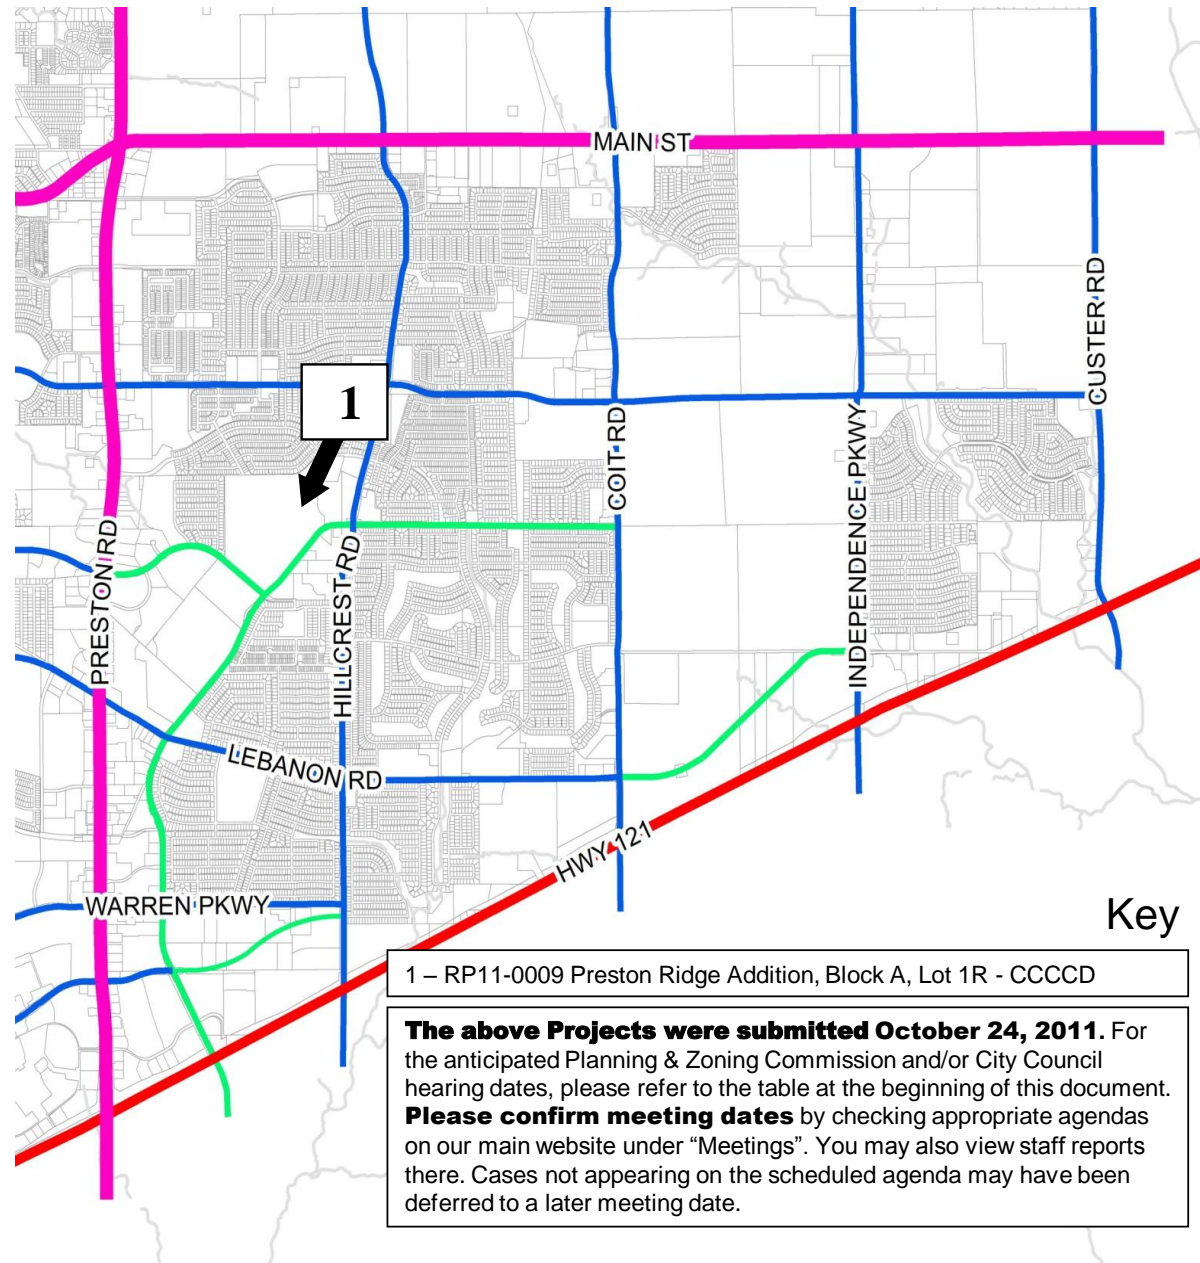 MAIN ST
CUSTER RD
1
COIT RD
INDEPENDENCE PKWY
PRESTON RD
HILLCREST RD
LEBANON RD
HWY 121
WARREN PKWY
Key
1 – RP11-0009 Preston Ridge Addition, Block A, Lot 1R - CCCCD
The above Projects were submitted October 24, 2011. For
the anticipated Planning & Zoning Commission and/or City Council
hearing dates, please refer to the table at the beginning of this document.
Please confirm meeting dates by checking appropriate agendas
on our main website under “Meetings”. You may also view staff reports
there. Cases not appearing on the scheduled agenda may have been
deferred to a later meeting date.